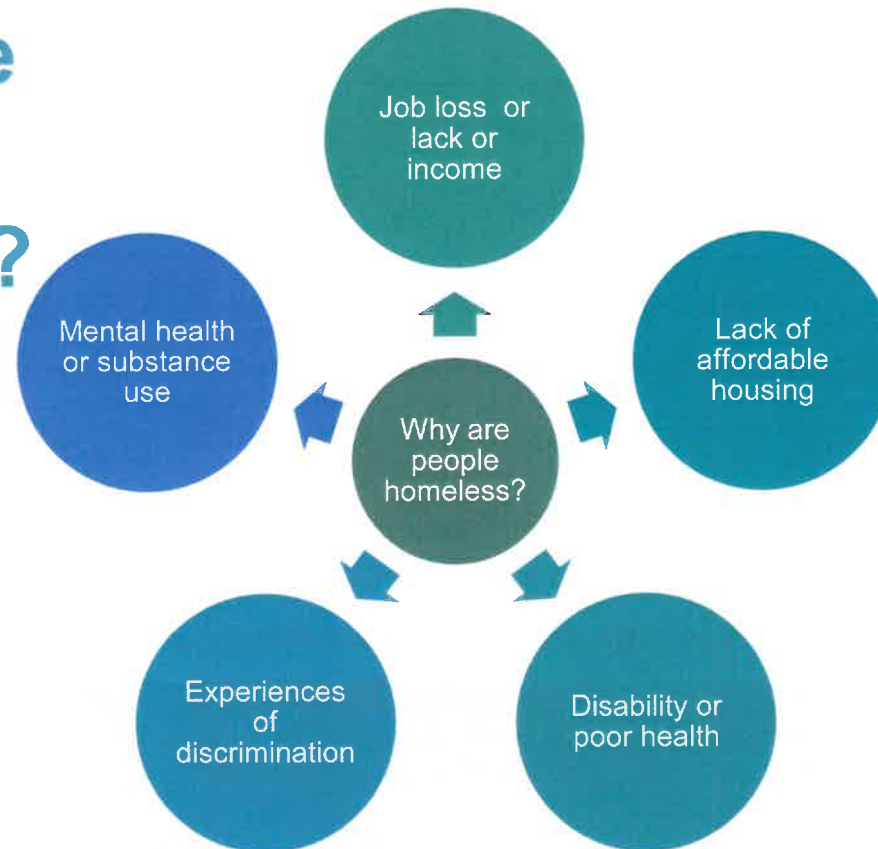 e
?
Job loss or
lack or
income
Lack of
affordable
housing
Disability or
poor health
Experiences
of
discrimination
Mental health
or substance
use
Why are
people
homeless?